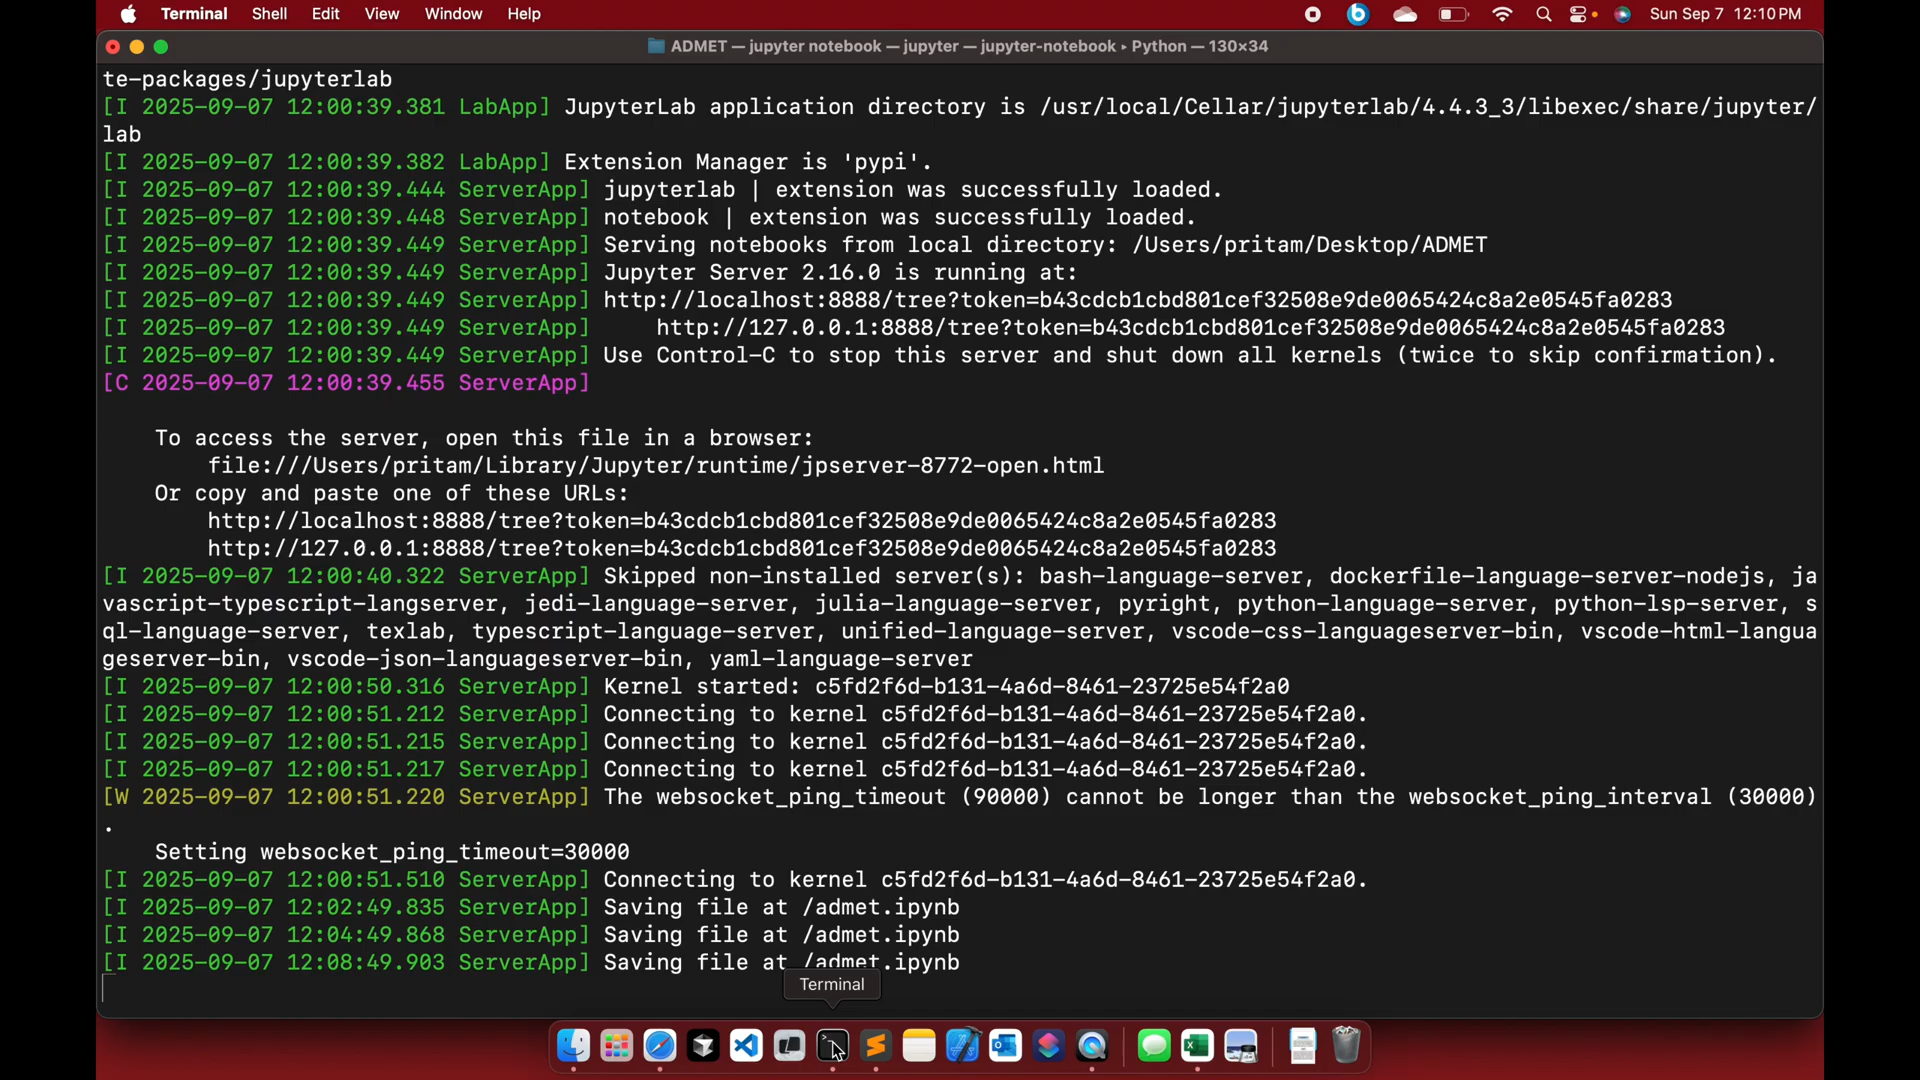 Terminal Shell Edit View Window Help Sun Sep 7 12:10 PM
ADMET — jupyter notebook — jupyter — jupyter-notebook ▸ Python — 130×34
te-packages/jupyterlab
[I 2025-09-07 12:00:39.381 LabApp] JupyterLab application directory is /usr/local/Cellar/jupyterlab/4.4.3_3/libexec/share/jupyter/
lab
[I 2025-09-07 12:00:39.382 LabApp] Extension Manager is 'pypi'.
[I 2025-09-07 12:00:39.444 ServerApp] jupyterlab | extension was successfully loaded.
[I 2025-09-07 12:00:39.448 ServerApp] notebook | extension was successfully loaded.
[I 2025-09-07 12:00:39.449 ServerApp] Serving notebooks from local directory: /Users/pritam/Desktop/ADMET
[I 2025-09-07 12:00:39.449 ServerApp] Jupyter Server 2.16.0 is running at:
[I 2025-09-07 12:00:39.449 ServerApp] http://localhost:8888/tree?token=b43cdcb1cbd801cef32508e9de0065424c8a2e0545fa0283
[I 2025-09-07 12:00:39.449 ServerApp]     http://127.0.0.1:8888/tree?token=b43cdcb1cbd801cef32508e9de0065424c8a2e0545fa0283
[I 2025-09-07 12:00:39.449 ServerApp] Use Control-C to stop this server and shut down all kernels (twice to skip confirmation).
[C 2025-09-07 12:00:39.455 ServerApp]
To access the server, open this file in a browser:
file:///Users/pritam/Library/Jupyter/runtime/jpserver-8772-open.html
Or copy and paste one of these URLs:
http://localhost:8888/tree?token=b43cdcb1cbd801cef32508e9de0065424c8a2e0545fa0283
http://127.0.0.1:8888/tree?token=b43cdcb1cbd801cef32508e9de0065424c8a2e0545fa0283
[I 2025-09-07 12:00:40.322 ServerApp] Skipped non-installed server(s): bash-language-server, dockerfile-language-server-nodejs, ja
vascript-typescript-langserver, jedi-language-server, julia-language-server, pyright, python-language-server, python-lsp-server, s
ql-language-server, texlab, typescript-language-server, unified-language-server, vscode-css-languageserver-bin, vscode-html-langua
geserver-bin, vscode-json-languageserver-bin, yaml-language-server
[I 2025-09-07 12:00:50.316 ServerApp] Kernel started: c5fd2f6d-b131-4a6d-8461-23725e54f2a0
[I 2025-09-07 12:00:51.212 ServerApp] Connecting to kernel c5fd2f6d-b131-4a6d-8461-23725e54f2a0.
[I 2025-09-07 12:00:51.215 ServerApp] Connecting to kernel c5fd2f6d-b131-4a6d-8461-23725e54f2a0.
[I 2025-09-07 12:00:51.217 ServerApp] Connecting to kernel c5fd2f6d-b131-4a6d-8461-23725e54f2a0.
[W 2025-09-07 12:00:51.220 ServerApp] The websocket_ping_timeout (90000) cannot be longer than the websocket_ping_interval (30000)
.
Setting websocket_ping_timeout=30000
[I 2025-09-07 12:00:51.510 ServerApp] Connecting to kernel c5fd2f6d-b131-4a6d-8461-23725e54f2a0.
[I 2025-09-07 12:02:49.835 ServerApp] Saving file at /admet.ipynb
[I 2025-09-07 12:04:49.868 ServerApp] Saving file at /admet.ipynb
[I 2025-09-07 12:08:49.903 ServerApp] Saving file at /admet.ipynb
Terminal